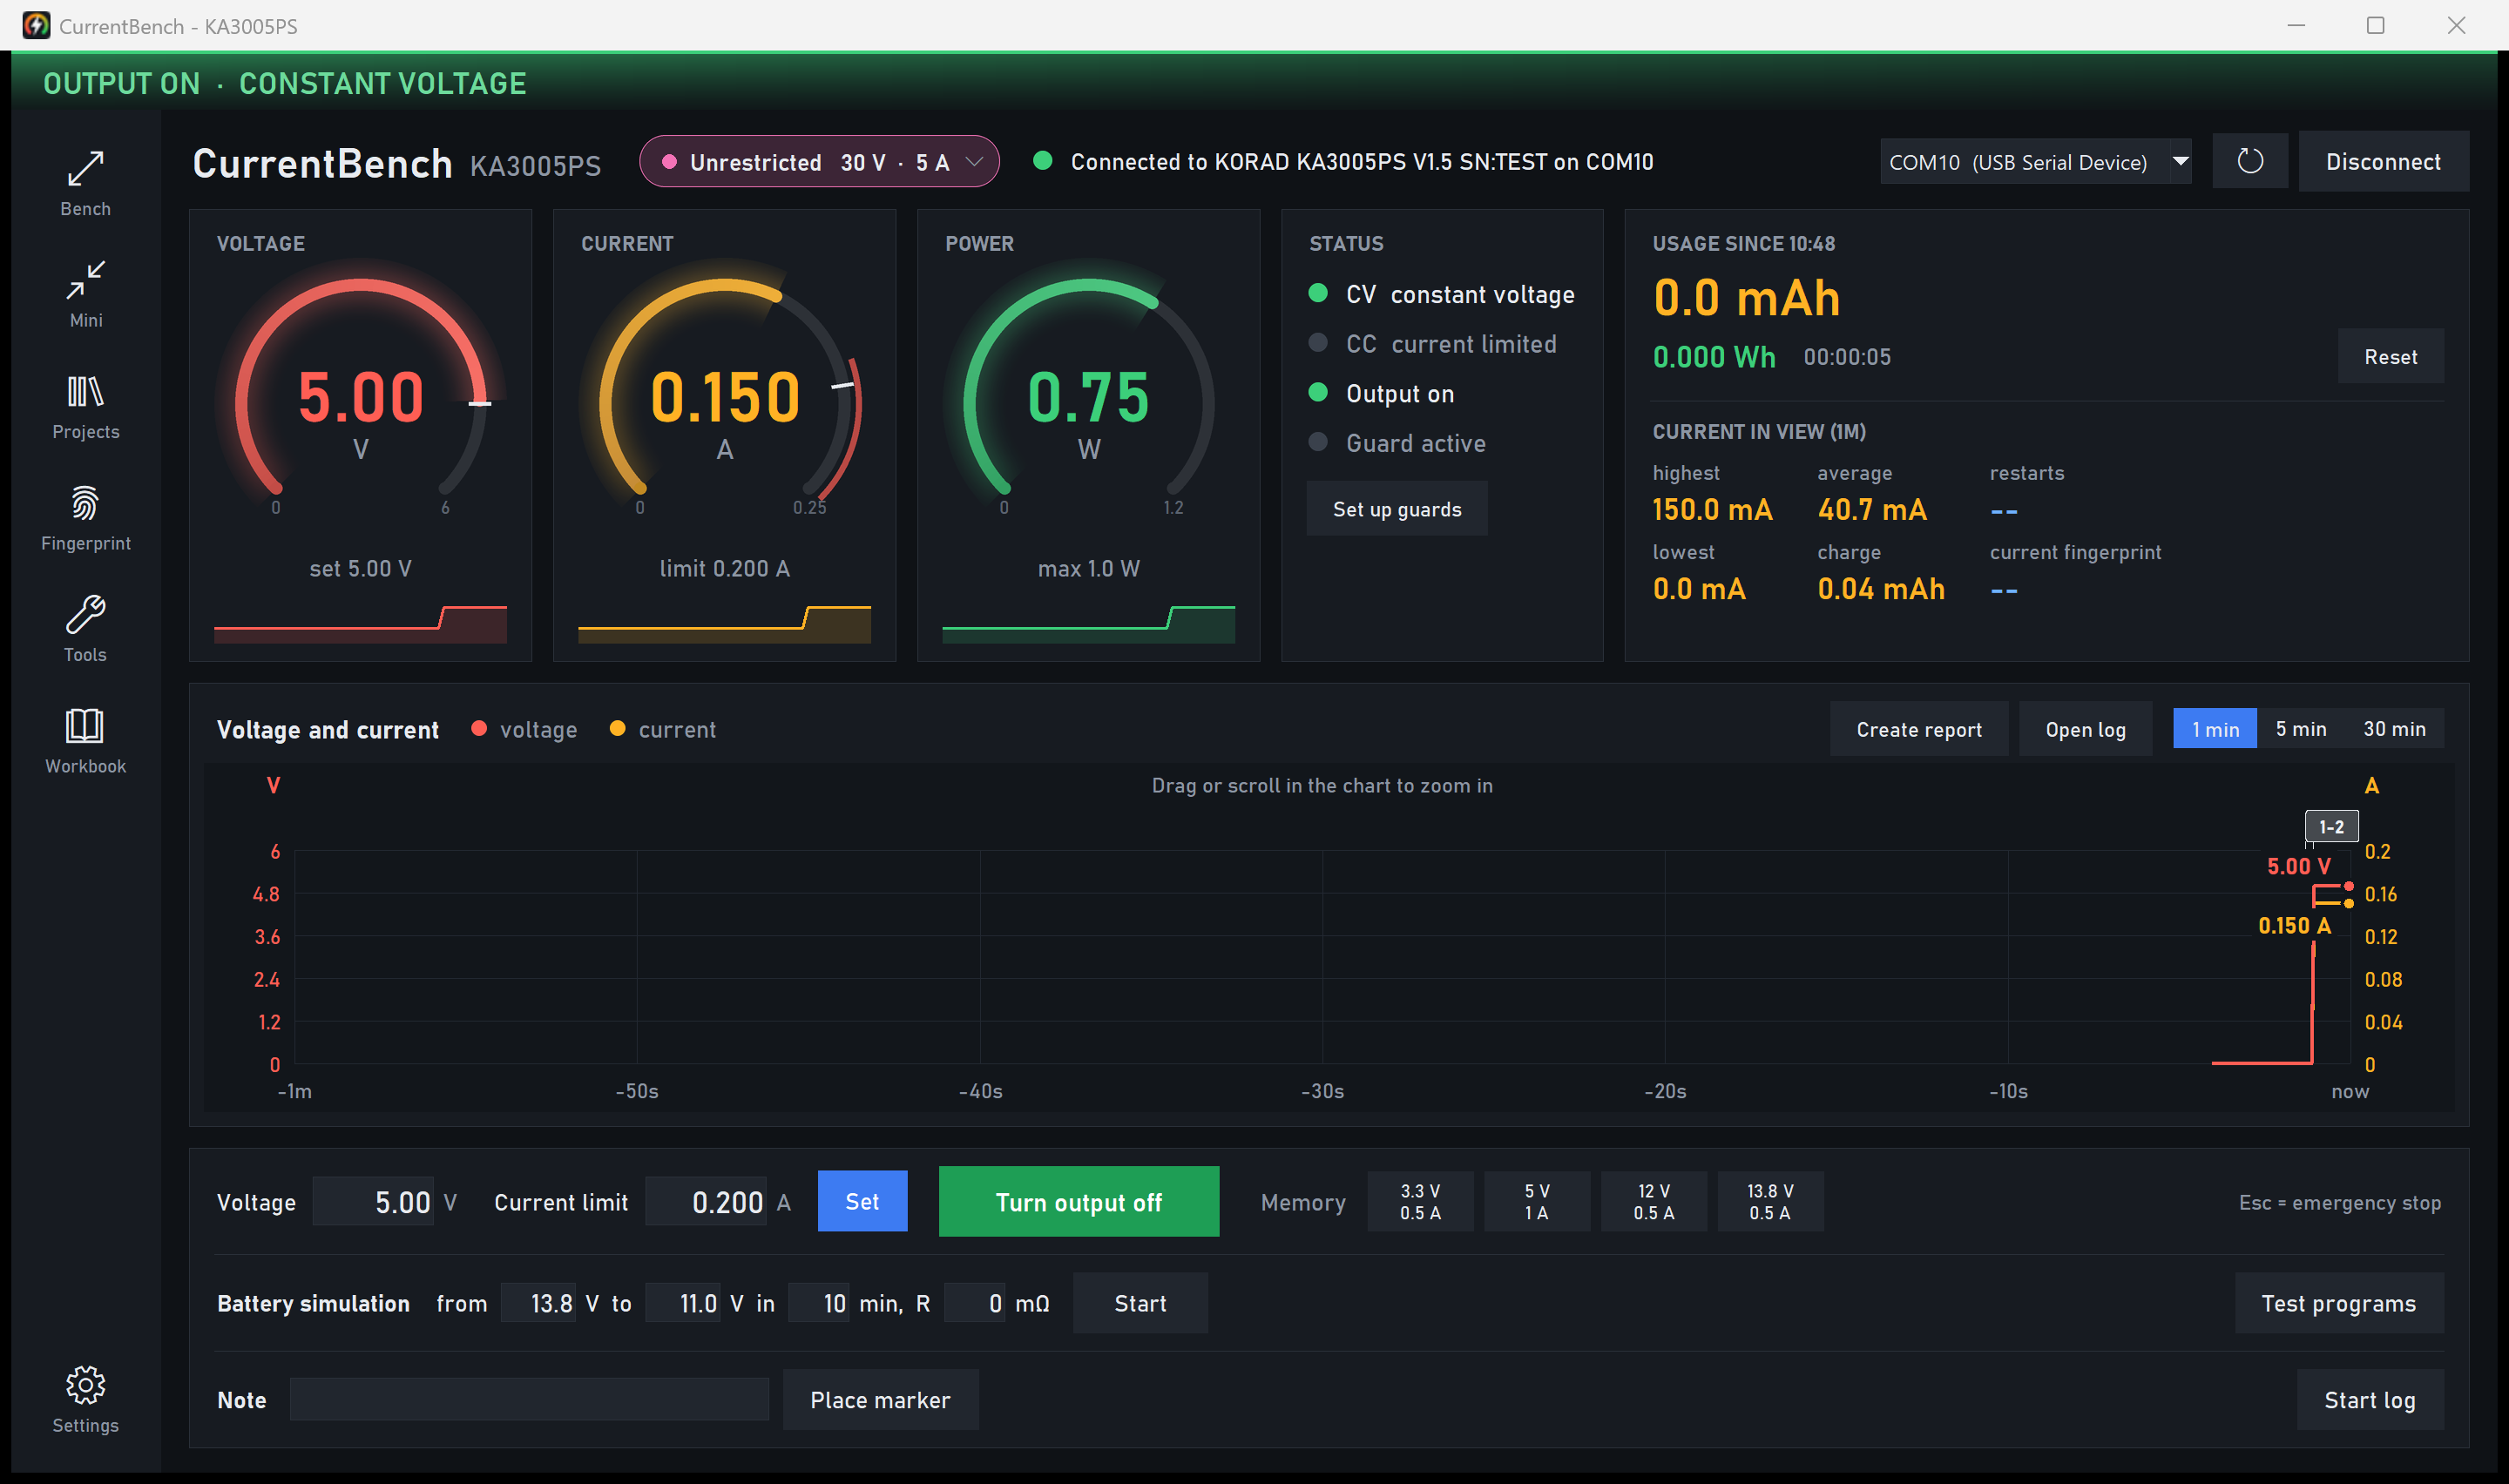 CurrentBench - KA3005PS
OUTPUT ON · CONSTANT VOLTAGE
Bench
Mini
Projects
Fingerprint
Tools
Workbook
Settings
CurrentBench KA3005PS
Unrestricted 30 V · 5 A
Connected to KORAD KA3005PS V1.5 SN:TEST on COM10
COM10 (USB Serial Device)
Disconnect
VOLTAGE
5.00
V
0 6
set 5.00 V
CURRENT
0.150
A
0 0.25
limit 0.200 A
POWER
0.75
W
0 1.2
max 1.0 W
STATUS
CV constant voltage
CC current limited
Output on
Guard active
Set up guards
USAGE SINCE 10:48
0.0 mAh
0.000 Wh 00:00:05
Reset
CURRENT IN VIEW (1M)
highest average restarts
150.0 mA 40.7 mA --
lowest charge current fingerprint
0.0 mA 0.04 mAh --
Voltage and current voltage current
Create report Open log 1 min 5 min 30 min
V Drag or scroll in the chart to zoom in A
1-2
6 0.2
5.00 V
4.8 0.16
0.150 A
3.6 0.12
2.4 0.08
1.2 0.04
0 0
-1m -50s -40s -30s -20s -10s now
Voltage 5.00 V Current limit 0.200 A Set Turn output off Memory
3.3 V
0.5 A
5 V
1 A
12 V
0.5 A
13.8 V
0.5 A
Esc = emergency stop
Battery simulation from 13.8 V to 11.0 V in 10 min, R 0 mΩ Start Test programs
Note Place marker Start log